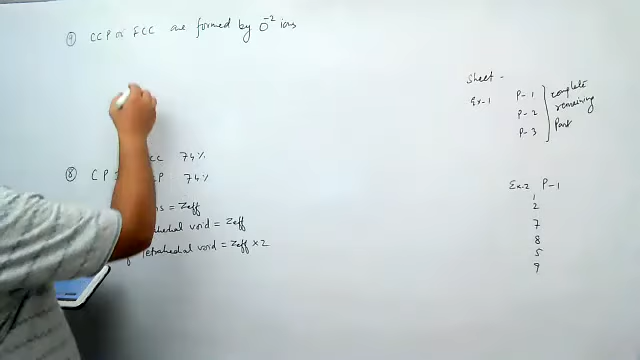 9 CCP or FCC are formed by O⁻² ions
8 CP CC 74%
P 74%
ns = Zeff
hedral void = Zeff
f Tetrahedral void = Zeff × 2
Sheet -
Ex-1 P-1
P-2
P-3
complete
remaining
Part
Ex-2 P-1
1
2
7
8
5
9